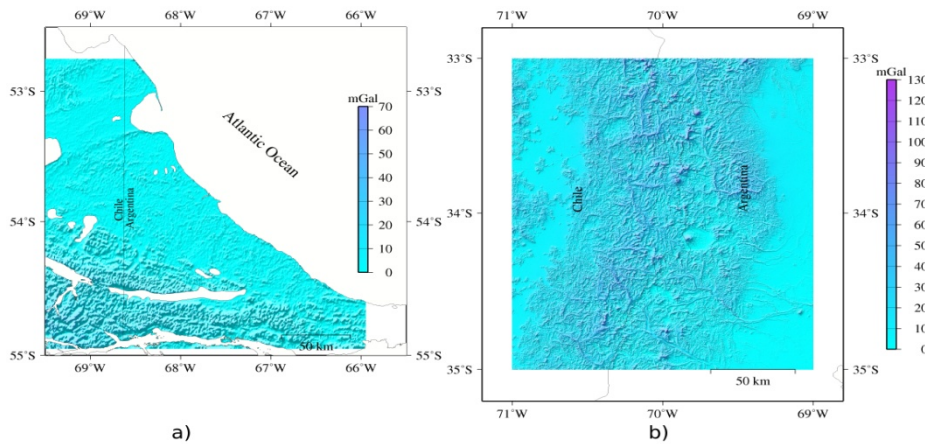 69°W 68°W 67°W 66°W
53°S 53°S
mGal
70
60
50
40
30
20
10
0
Atlantic Ocean
Chile
Argentina
54°S 54°S
50 km
55°S 55°S
69°W 68°W 67°W 66°W
a)
71°W 70°W 69°W
33°S 33°S
mGal
130
120
110
100
90
80
70
60
50
40
30
20
10
0
Chile
Argentina
34°S 34°S
50 km
35°S 35°S
71°W 70°W 69°W
b)